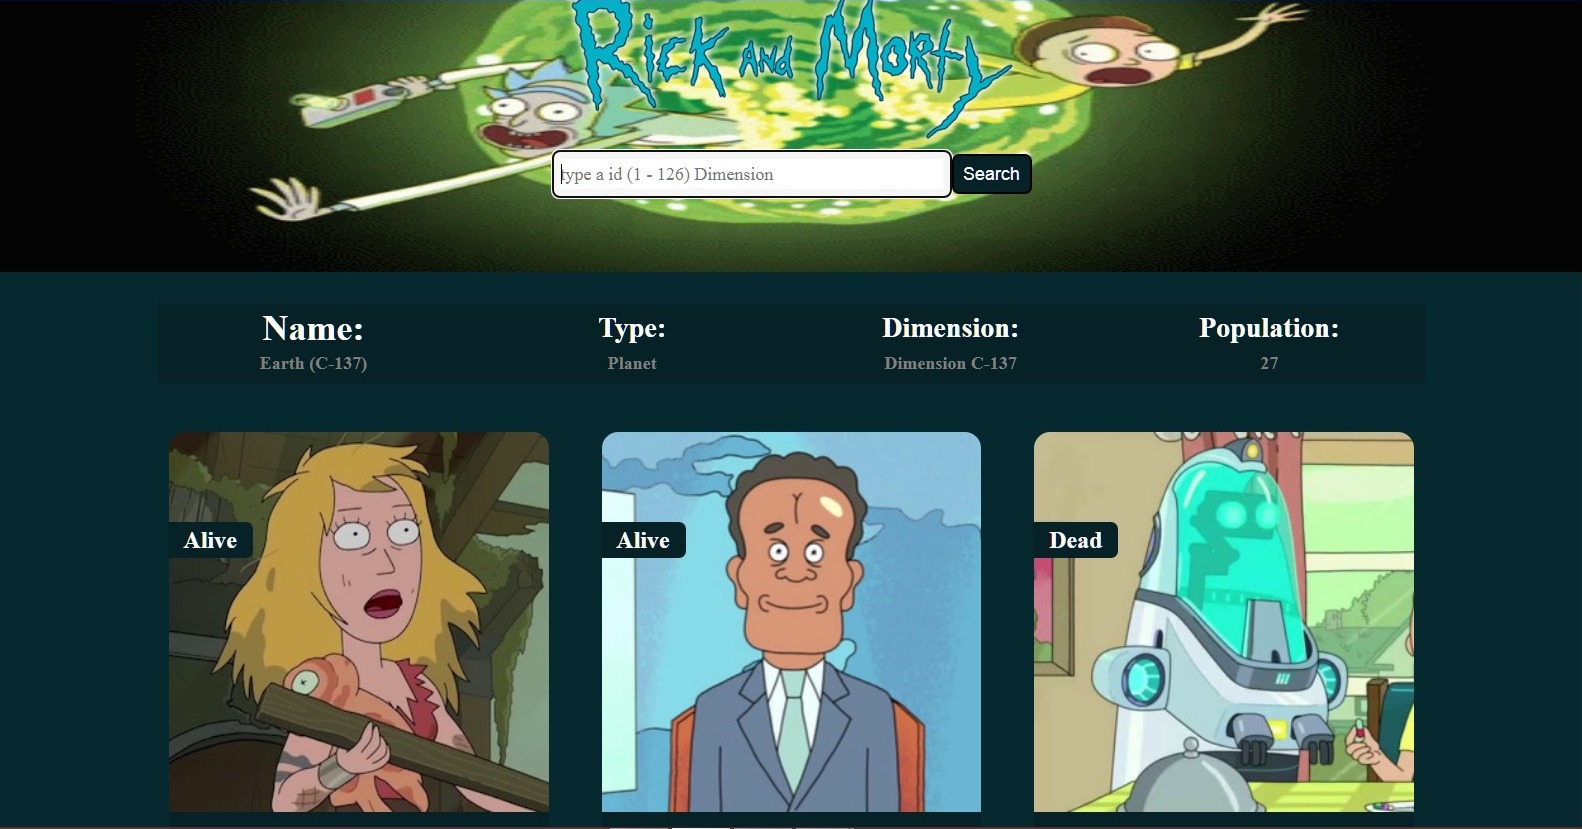 Rick and Morty
type a id (1 - 126) Dimension
Search
Name:
Earth (C-137)
Type:
Planet
Dimension:
Dimension C-137
Population:
27
Alive
Alive
Dead